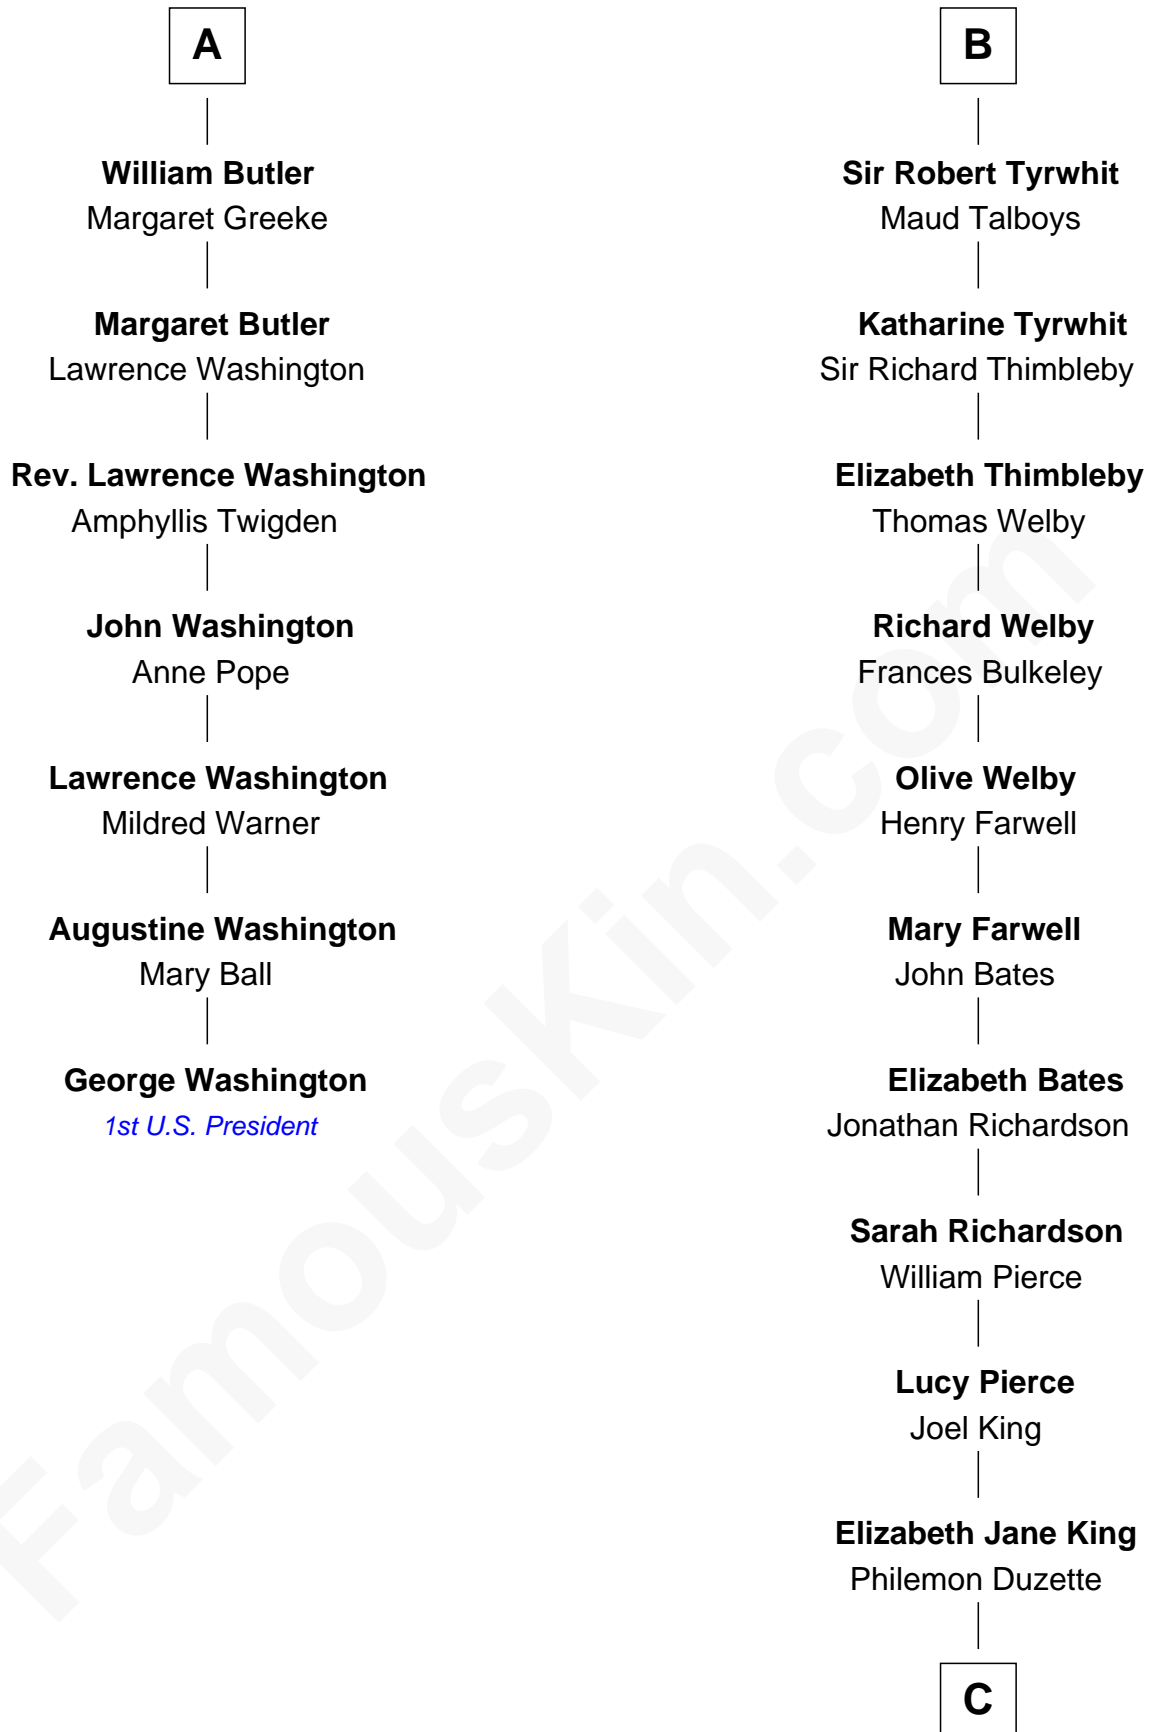 A
William Butler
Margaret Greeke
Margaret Butler
Lawrence Washington
Rev. Lawrence Washington
Amphyllis Twigden
John Washington
Anne Pope
Lawrence Washington
Mildred Warner
Augustine Washington
Mary Ball
George Washington
1st U.S. President
B
Sir Robert Tyrwhit
Maud Talboys
Katharine Tyrwhit
Sir Richard Thimbleby
Elizabeth Thimbleby
Thomas Welby
Richard Welby
Frances Bulkeley
Olive Welby
Henry Farwell
Mary Farwell
John Bates
Elizabeth Bates
Jonathan Richardson
Sarah Richardson
William Pierce
Lucy Pierce
Joel King
Elizabeth Jane King
Philemon Duzette
C
FamousKin.com